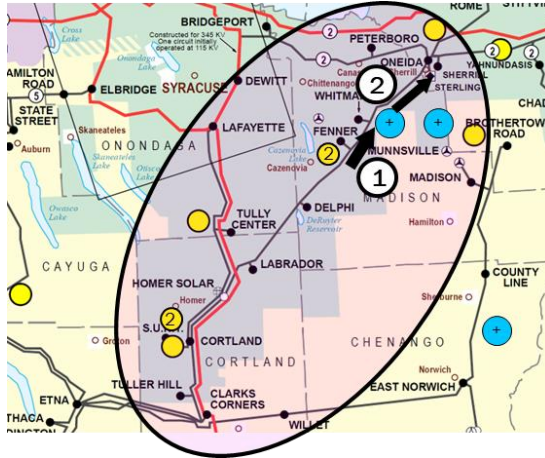 BRIDGEPORT
ROME
Cross
Lake
Constructed for 345 KV
One circuit initially
operated at 115 KV
2
PETERBORO
Onondaga
Lake
2
ONEIDA
2
2
HAMILTON
ROAD
DEWITT
Chittenango
Sherrill
SHERRILL
YAHNUNDASIS
5
ELBRIDGE
SYRACUSE
2
STERLING
STATE
STREET
WHITMAN
LAFAYETTE
+
+
BROTHERTOWN
ROAD
Skaneateles
FENNER
Auburn
ONONDAGA
Cazenovia
Lake
2
MUNNSVILLE
Skaneateles
Lake
Otisco
Lake
Cazenovia
1
MADISON
MADISON
Owasco
Lake
DELPHI
TULLY
CENTER
DeRuyter
Reservoir
Hamilton
CAYUGA
LABRADOR
HOMER SOLAR
COUNTY
LINE
Homer
Sherburne
2
+
Groton
CORTLAND
CHENANGO
CORTLAND
Norwich
TULLER HILL
EAST NORWICH
ETNA
CLARKS
CORNERS
ITHACA
WILLET